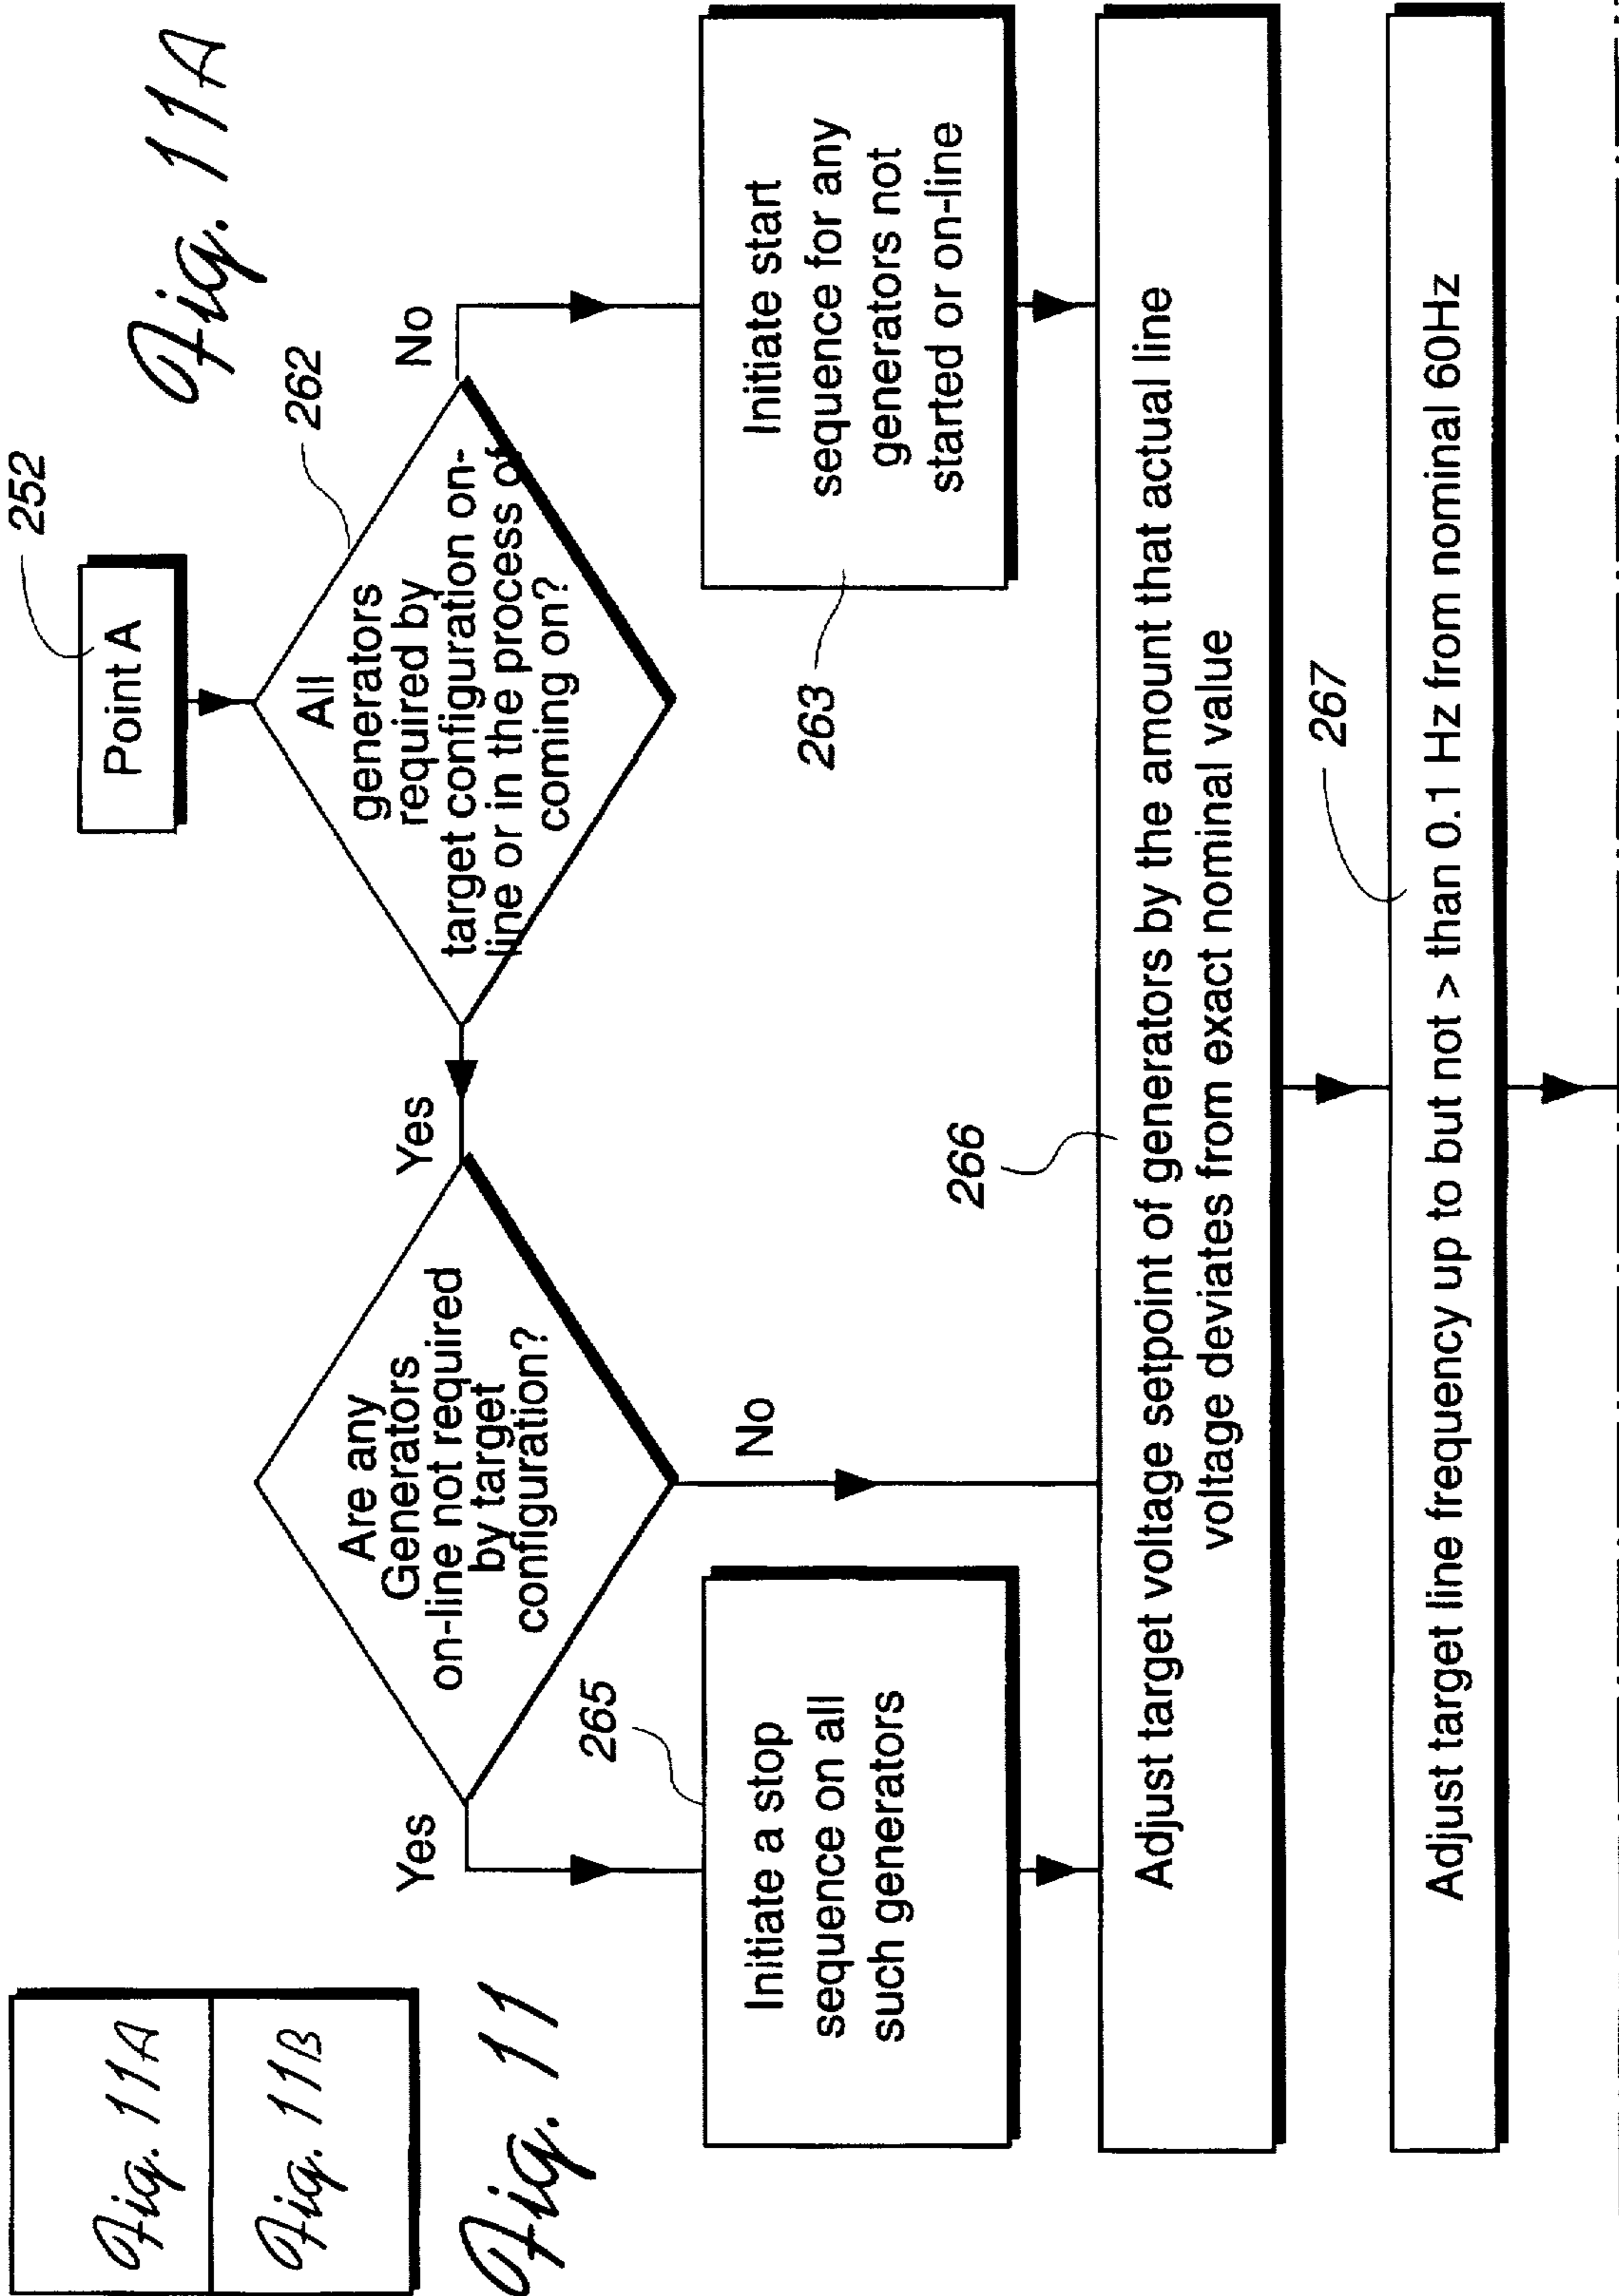 Fig. 11A
Fig. 11B
Fig. 11
Fig. 11A
252
Point A
262
All
generators
required by
target configuration on-
line or in the process of
coming on?
No
Yes
Are any
Generators
on-line not required
by target
configuration?
Yes
No
265
Initiate a stop
sequence on all
such generators
263
Initiate start
sequence for any
generators not
started or on-line
266
Adjust target voltage setpoint of generators by the amount that actual line
voltage deviates from exact nominal value
267
Adjust target line frequency up to but not > than 0.1 Hz from nominal 60Hz